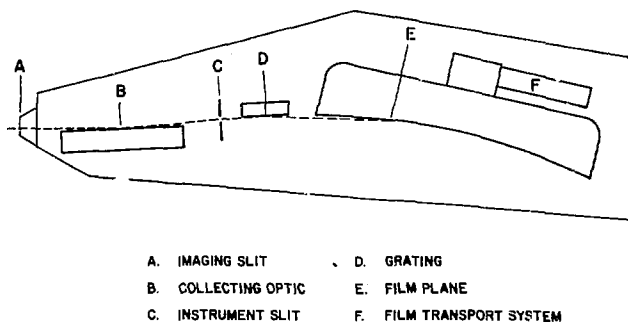 A
B
C
D
E
F
A. IMAGING SLIT
D. GRATING
B. COLLECTING OPTIC
E. FILM PLANE
C. INSTRUMENT SLIT
F. FILM TRANSPORT SYSTEM